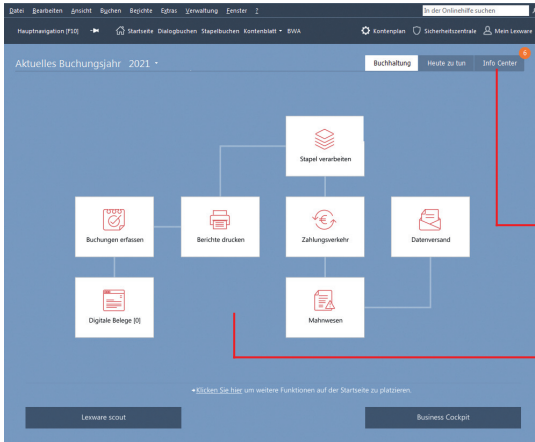 Datei Bearbeiten Ansicht Buchen Berichte Extras Verwaltung Fenster ?
In der Onlinehilfe suchen
Hauptnavigation [F10] Startseite Dialogbuchen Stapelbuchen Kontenblatt BWA Kontenplan Sicherheitszentrale Mein Lexware
6
Aktuelles Buchungsjahr 2021 Buchhaltung Heute zu tun Info Center
Stapel verarbeiten
Buchungen erfassen Berichte drucken Zahlungsverkehr Datenversand
Digitale Belege [0] Mahnwesen
Klicken Sie hier um weitere Funktionen auf der Startseite zu platzieren.
Lexware scout Business Cockpit